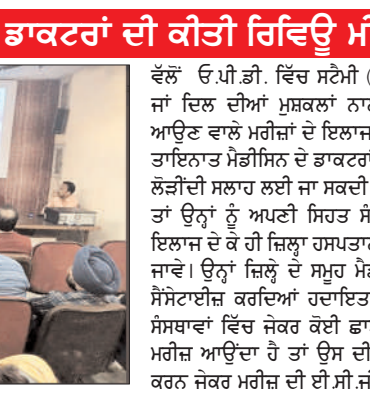 ਡਾਕਟਰਾਂ ਦੀ ਕੀਤੀ ਰਿਵਿਊ ਮੀ
ਵੱਲੋਂ ਓ.ਪੀ.ਡੀ. ਵਿੱਚ ਸਟੈਮੀ (
ਜਾਂ ਦਿਲ ਦੀਆਂ ਮੁਸ਼ਕਲਾਂ ਨਾਲ
ਆਉਣ ਵਾਲੇ ਮਰੀਜ਼ਾਂ ਦੇ ਇਲਾਜ
ਤਾਇਨਾਤ ਮੈਡੀਸਿਨ ਦੇ ਡਾਕਟਰਾਂ
ਲੋੜੀਂਦੀ ਸਲਾਹ ਲਈ ਜਾ ਸਕਦੀ
ਤਾਂ ਉਨ੍ਹਾਂ ਨੂੰ ਅਪਣੀ ਸਿਹਤ ਸੰ
ਇਲਾਜ ਦੇ ਕੇ ਹੀ ਜ਼ਿਲ੍ਹਾ ਹਸਪਤਾਲ
ਜਾਵੇ। ਉਨ੍ਹਾਂ ਜ਼ਿਲ੍ਹੇ ਦੇ ਸਮੂਹ ਮੈਡ
ਸੈਂਸੇਟਾਈਜ਼ ਕਰਦਿਆਂ ਹਦਾਇਤ
ਸੰਸਥਾਵਾਂ ਵਿੱਚ ਜੇਕਰ ਕੋਈ ਛਾ
ਮਰੀਜ਼ ਆਉਂਦਾ ਹੈ ਤਾਂ ਉਸ ਦੀ
ਕਰਨ ਜੇਕਰ ਮਰੀਜ਼ ਦੀ ਈ.ਸੀ.ਜੀ